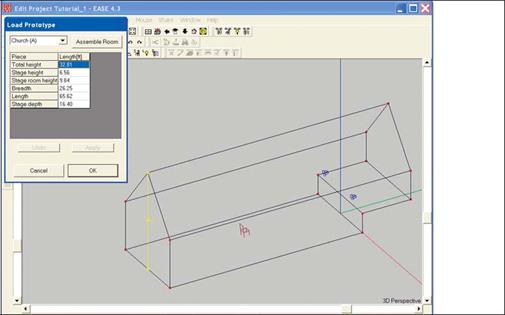 Edit Project Tutorial_1 - EASE 4.3
Mouse Share Window Help
Load Prototype
Church (A)
Assemble Room
Piece Length[ft]
Total height 32.81
Stage height 6.56
Stage room height 9.84
Breadth 26.25
Length 65.62
Stage depth 16.40
Undo Apply
Cancel OK
3D Perspective